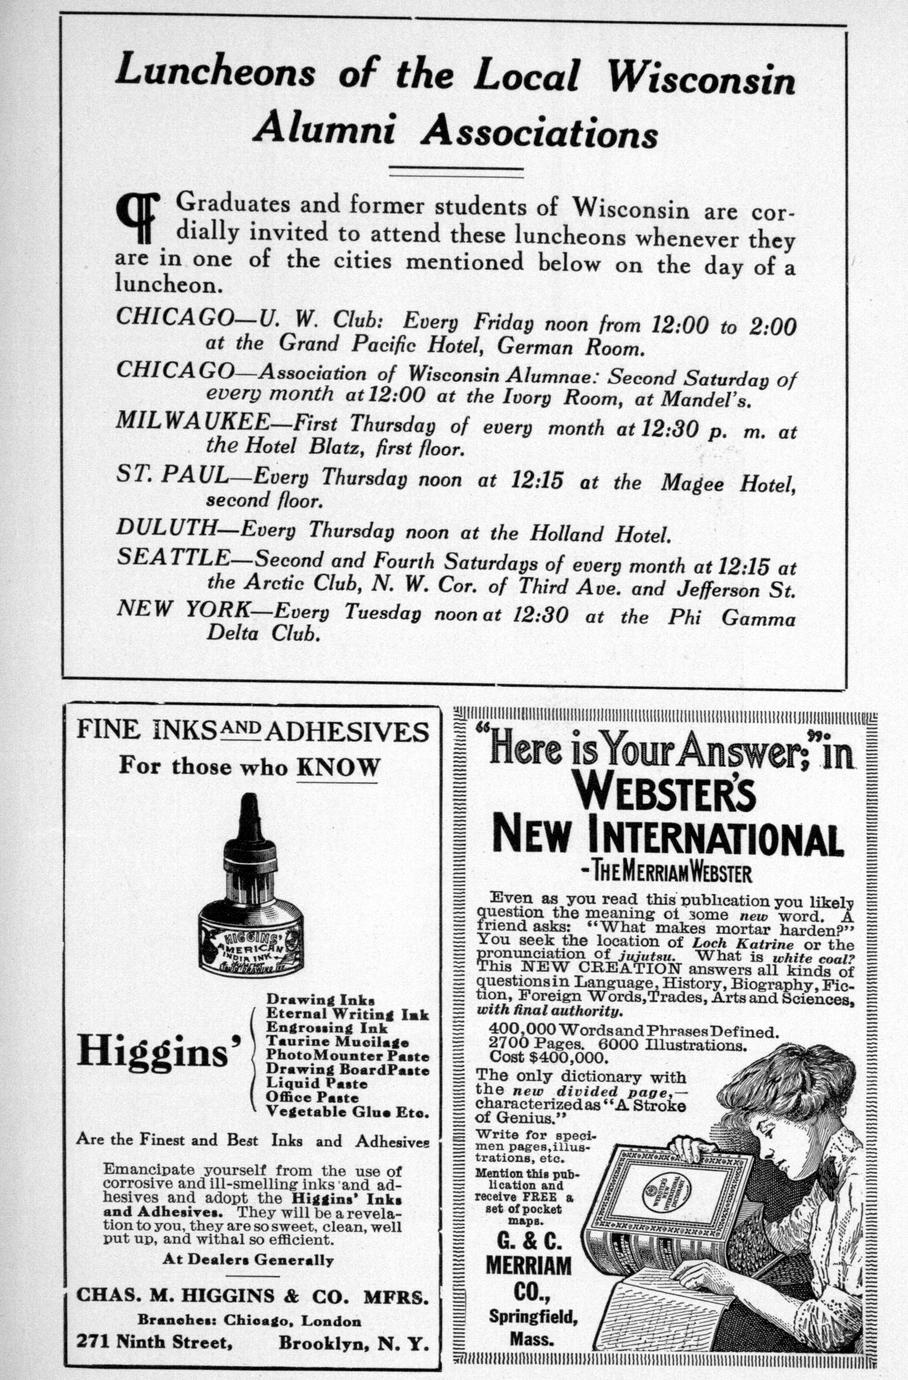 Luncheons of the Local Wisconsin
Alumni Associations
¶ Graduates and former students of Wisconsin are cor-
dially invited to attend these luncheons whenever they
are in one of the cities mentioned below on the day of a
luncheon.
CHICAGO—U. W. Club: Every Friday noon from 12:00 to 2:00
at the Grand Pacific Hotel, German Room.
CHICAGO—Association of Wisconsin Alumnae: Second Saturday of
every month at 12:00 at the Ivory Room, at Mandel's.
MILWAUKEE—First Thursday of every month at 12:30 p. m. at
the Hotel Blatz, first floor.
ST. PAUL—Every Thursday noon at 12:15 at the Magee Hotel,
second floor.
DULUTH—Every Thursday noon at the Holland Hotel.
SEATTLE—Second and Fourth Saturdays of every month at 12:15 at
the Arctic Club, N. W. Cor. of Third Ave. and Jefferson St.
NEW YORK—Every Tuesday noon at 12:30 at the Phi Gamma
Delta Club.
FINE INKS AND ADHESIVES
For those who KNOW
HIGGINS'
AMERICAN
INDIA INK
Higgins'
Drawing Inks
Eternal Writing Ink
Engrossing Ink
Taurine Mucilage
Photo Mounter Paste
Drawing Board Paste
Liquid Paste
Office Paste
Vegetable Glue Etc.
Are the Finest and Best Inks and Adhesives
Emancipate yourself from the use of
corrosive and ill-smelling inks and ad-
hesives and adopt the Higgins' Inks
and Adhesives. They will be a revela-
tion to you, they are so sweet, clean, well
put up, and withal so efficient.
At Dealers Generally
CHAS. M. HIGGINS & CO. MFRS.
Branches: Chicago, London
271 Ninth Street, Brooklyn, N. Y.
"Here is Your Answer;" in
WEBSTER'S
NEW INTERNATIONAL
-THE MERRIAM WEBSTER
Even as you read this publication you likely
question the meaning of some new word. A
friend asks: "What makes mortar harden?"
You seek the location of Loch Katrine or the
pronunciation of jujutsu. What is white coal?
This NEW CREATION answers all kinds of
questions in Language, History, Biography, Fic-
tion, Foreign Words, Trades, Arts and Sciences,
with final authority.
400,000 Words and Phrases Defined.
2700 Pages. 6000 Illustrations.
Cost $400,000.
The only dictionary with
the new divided page,—
characterized as "A Stroke
of Genius."
Write for speci-
men pages, illus-
trations, etc.
Mention this pub-
lication and
receive FREE a
set of pocket
maps.
G. & C.
MERRIAM
CO.,
Springfield,
Mass.